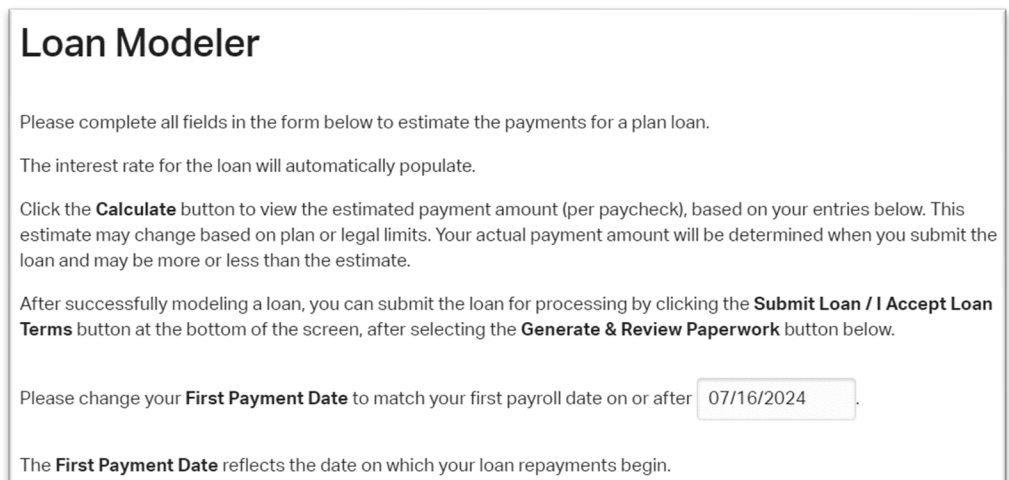 Loan Modeler
Please complete all fields in the form below to estimate the payments for a plan loan.
The interest rate for the loan will automatically populate.
Click the Calculate button to view the estimated payment amount (per paycheck), based on your entries below. This
estimate may change based on plan or legal limits. Your actual payment amount will be determined when you submit the
loan and may be more or less than the estimate.
After successfully modeling a loan, you can submit the loan for processing by clicking the Submit Loan / I Accept Loan
Terms button at the bottom of the screen, after selecting the Generate & Review Paperwork button below.
Please change your First Payment Date to match your first payroll date on or after 07/16/2024 .
The First Payment Date reflects the date on which your loan repayments begin.